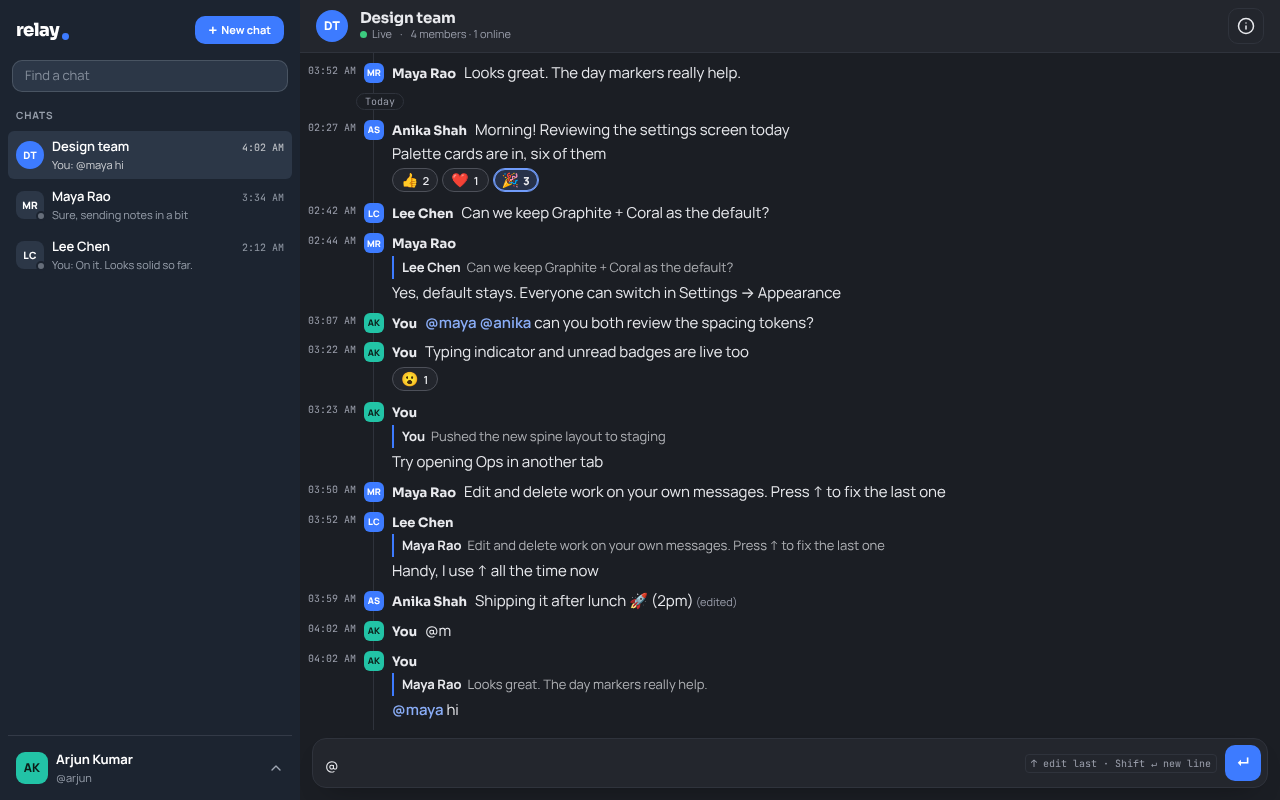 relay.
+ New chat
Find a chat
CHATS
DT
Design team
4:02 AM
You: @maya hi
MR
Maya Rao
3:34 AM
Sure, sending notes in a bit
LC
Lee Chen
2:12 AM
You: On it. Looks solid so far.
AK
Arjun Kumar
@arjun
DT
Design team
Live · 4 members · 1 online
03:52 AM MR Maya Rao Looks great. The day markers really help.
Today
02:27 AM AS Anika Shah Morning! Reviewing the settings screen today
Palette cards are in, six of them
👍 2 ❤️ 1 🎉 3
02:42 AM LC Lee Chen Can we keep Graphite + Coral as the default?
02:44 AM MR Maya Rao
Lee Chen Can we keep Graphite + Coral as the default?
Yes, default stays. Everyone can switch in Settings → Appearance
03:07 AM AK You @maya @anika can you both review the spacing tokens?
03:22 AM AK You Typing indicator and unread badges are live too
😮 1
03:23 AM AK You
You Pushed the new spine layout to staging
Try opening Ops in another tab
03:50 AM MR Maya Rao Edit and delete work on your own messages. Press ↑ to fix the last one
03:52 AM LC Lee Chen
Maya Rao Edit and delete work on your own messages. Press ↑ to fix the last one
Handy, I use ↑ all the time now
03:59 AM AS Anika Shah Shipping it after lunch 🚀 (2pm) (edited)
04:02 AM AK You @m
04:02 AM AK You
Maya Rao Looks great. The day markers really help.
@maya hi
@
↑ edit last · Shift ↵ new line